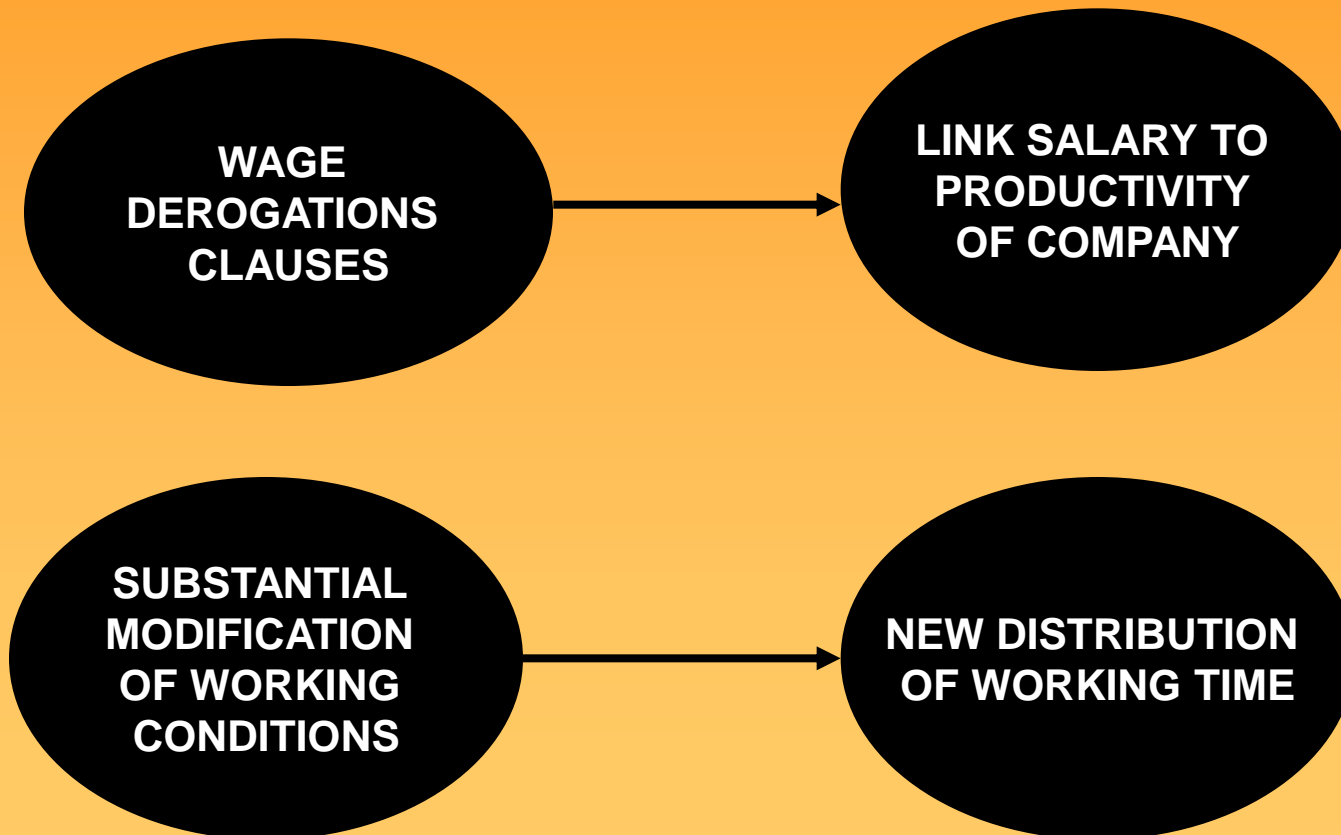 WAGE
DEROGATIONS
CLAUSES
LINK SALARY TO
PRODUCTIVITY
OF COMPANY
SUBSTANTIAL
MODIFICATION
OF WORKING
CONDITIONS
NEW DISTRIBUTION
OF WORKING TIME